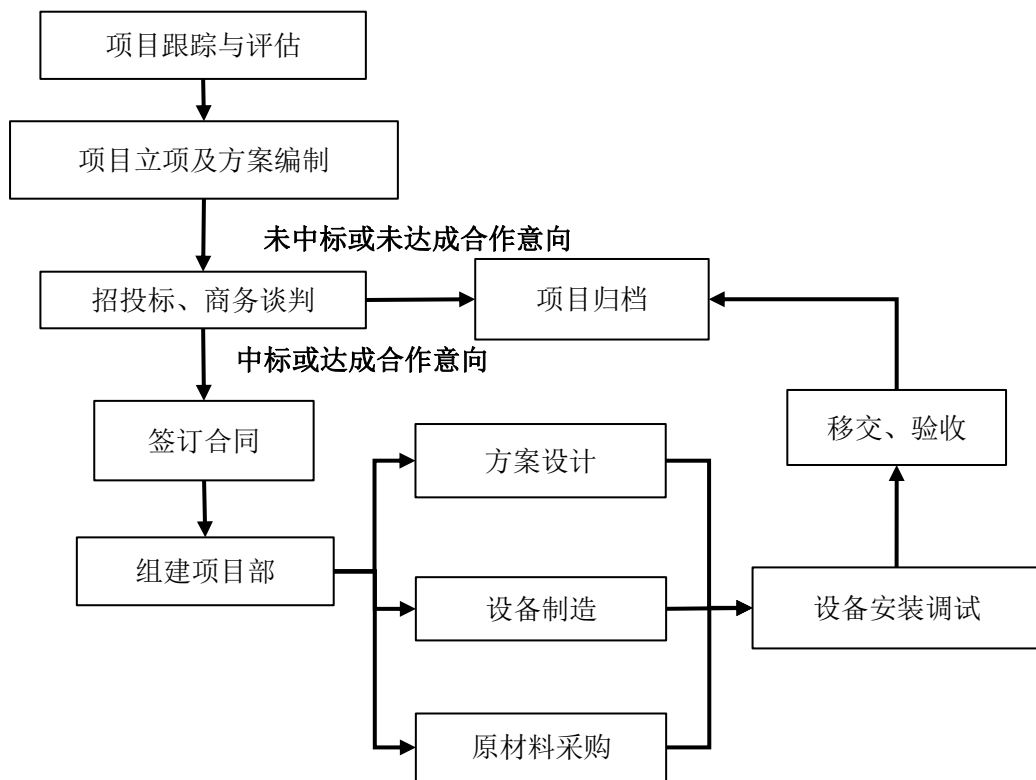 项目跟踪与评估
项目立项及方案编制
未中标或未达成合作意向
招投标、商务谈判
项目归档
中标或达成合作意向
签订合同
方案设计
移交、验收
组建项目部
设备制造
设备安装调试
原材料采购